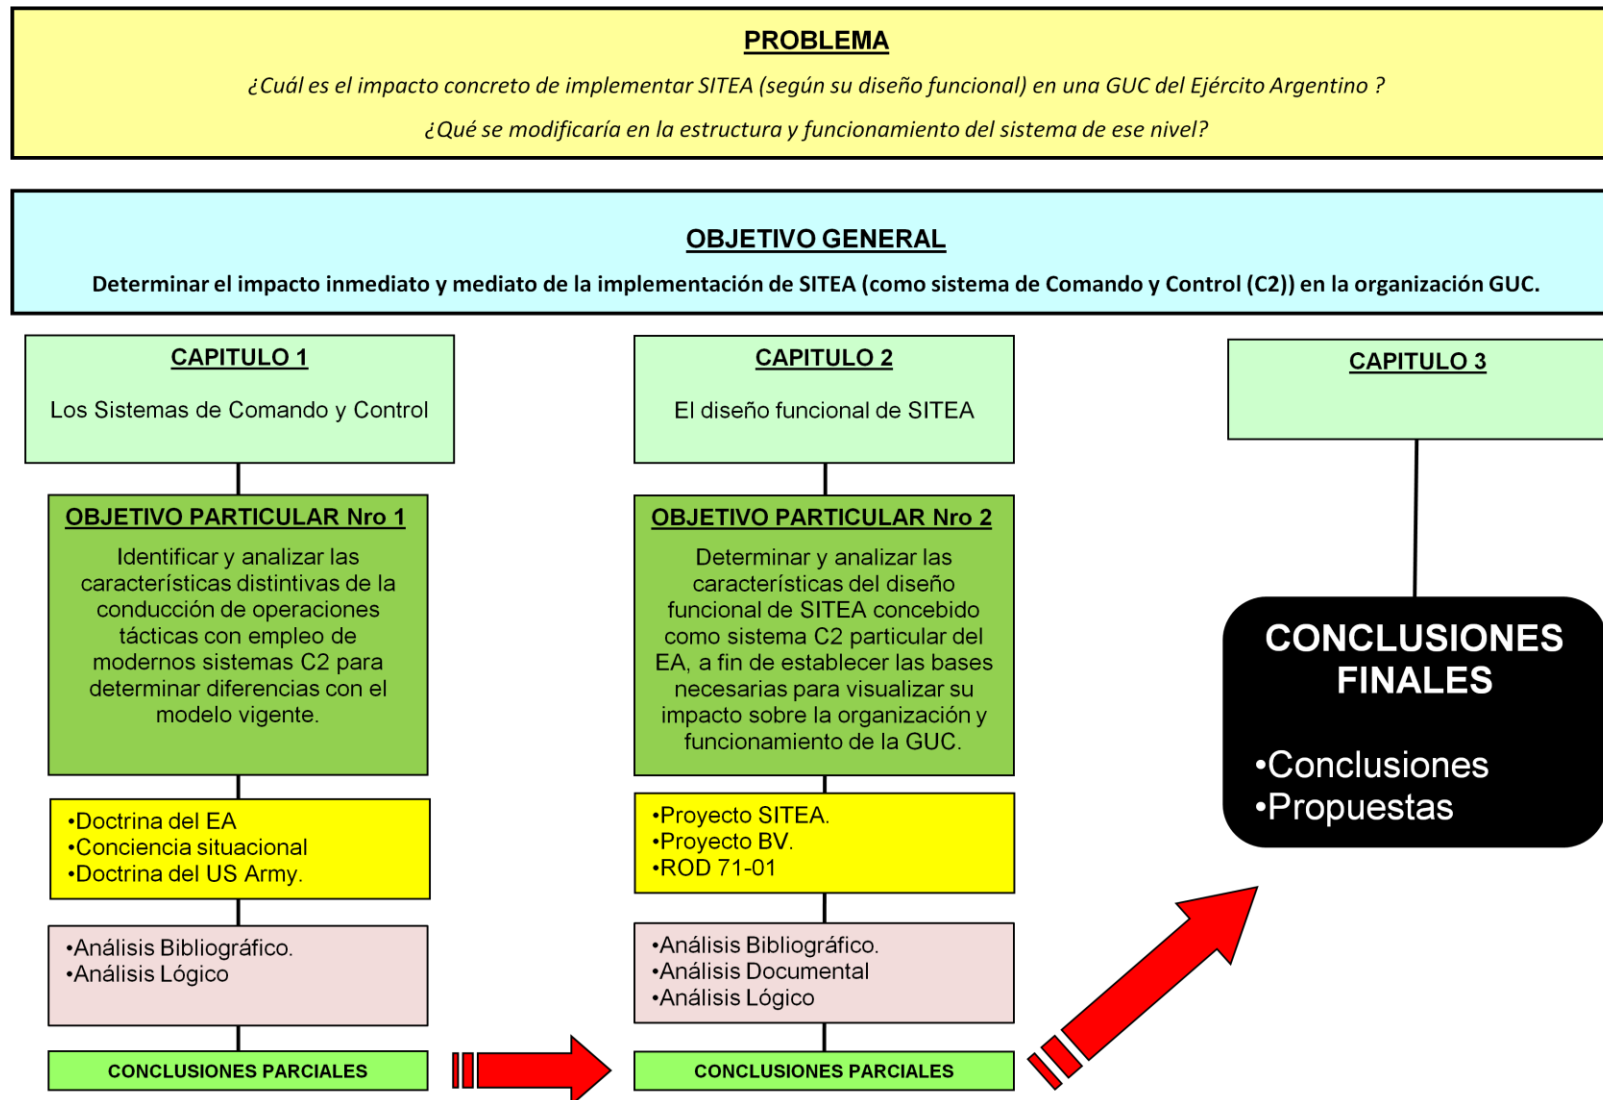 PROBLEMA
¿Cuál es el impacto concreto de implementar SITEA (según su diseño funcional) en una GUC del Ejército Argentino ?
¿Qué se modificaría en la estructura y funcionamiento del sistema de ese nivel?
OBJETIVO GENERAL
Determinar el impacto inmediato y mediato de la implementación de SITEA (como sistema de Comando y Control (C2)) en la organización GUC.
CAPITULO 1
Los Sistemas de Comando y Control
OBJETIVO PARTICULAR Nro 1
Identificar y analizar las
características distintivas de la
conducción de operaciones
tácticas con empleo de
modernos sistemas C2 para
determinar diferencias con el
modelo vigente.
•Doctrina del EA
•Conciencia situacional
•Doctrina del US Army.
•Análisis Bibliográfico.
•Análisis Lógico
CONCLUSIONES PARCIALES
CAPITULO 2
El diseño funcional de SITEA
OBJETIVO PARTICULAR Nro 2
Determinar y analizar las
características del diseño
funcional de SITEA concebido
como sistema C2 particular del
EA, a fin de establecer las bases
necesarias para visualizar su
impacto sobre la organización y
funcionamiento de la GUC.
•Proyecto SITEA.
•Proyecto BV.
•ROD 71-01
•Análisis Bibliográfico.
•Análisis Documental
•Análisis Lógico
CONCLUSIONES PARCIALES
CAPITULO 3
CONCLUSIONES
FINALES
•Conclusiones
•Propuestas